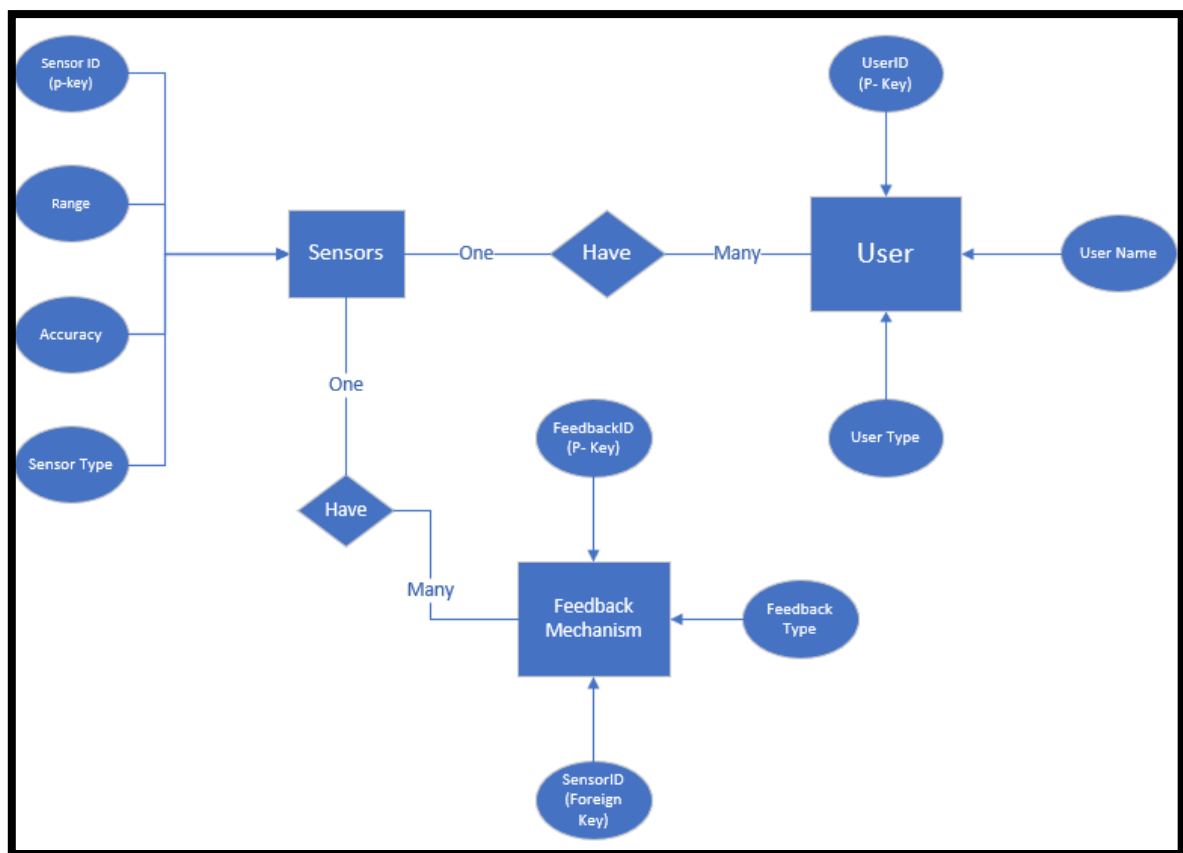 Sensor ID
(p-key)
UserID
(P- Key)
Range
Sensors
One
Have
Many
User
User Name
Accuracy
One
FeedbackID
(P- Key)
User Type
Sensor Type
Have
Many
Feedback
Mechanism
Feedback
Type
SensorID
(Foreign
Key)